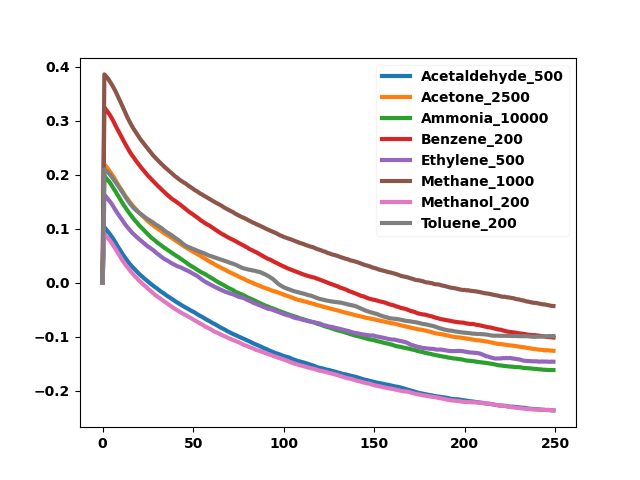 0.4
0.3
0.2
0.1
0.0
−0.1
−0.2
0
50
100
150
200
250
Acetaldehyde_500
Acetone_2500
Ammonia_10000
Benzene_200
Ethylene_500
Methane_1000
Methanol_200
Toluene_200